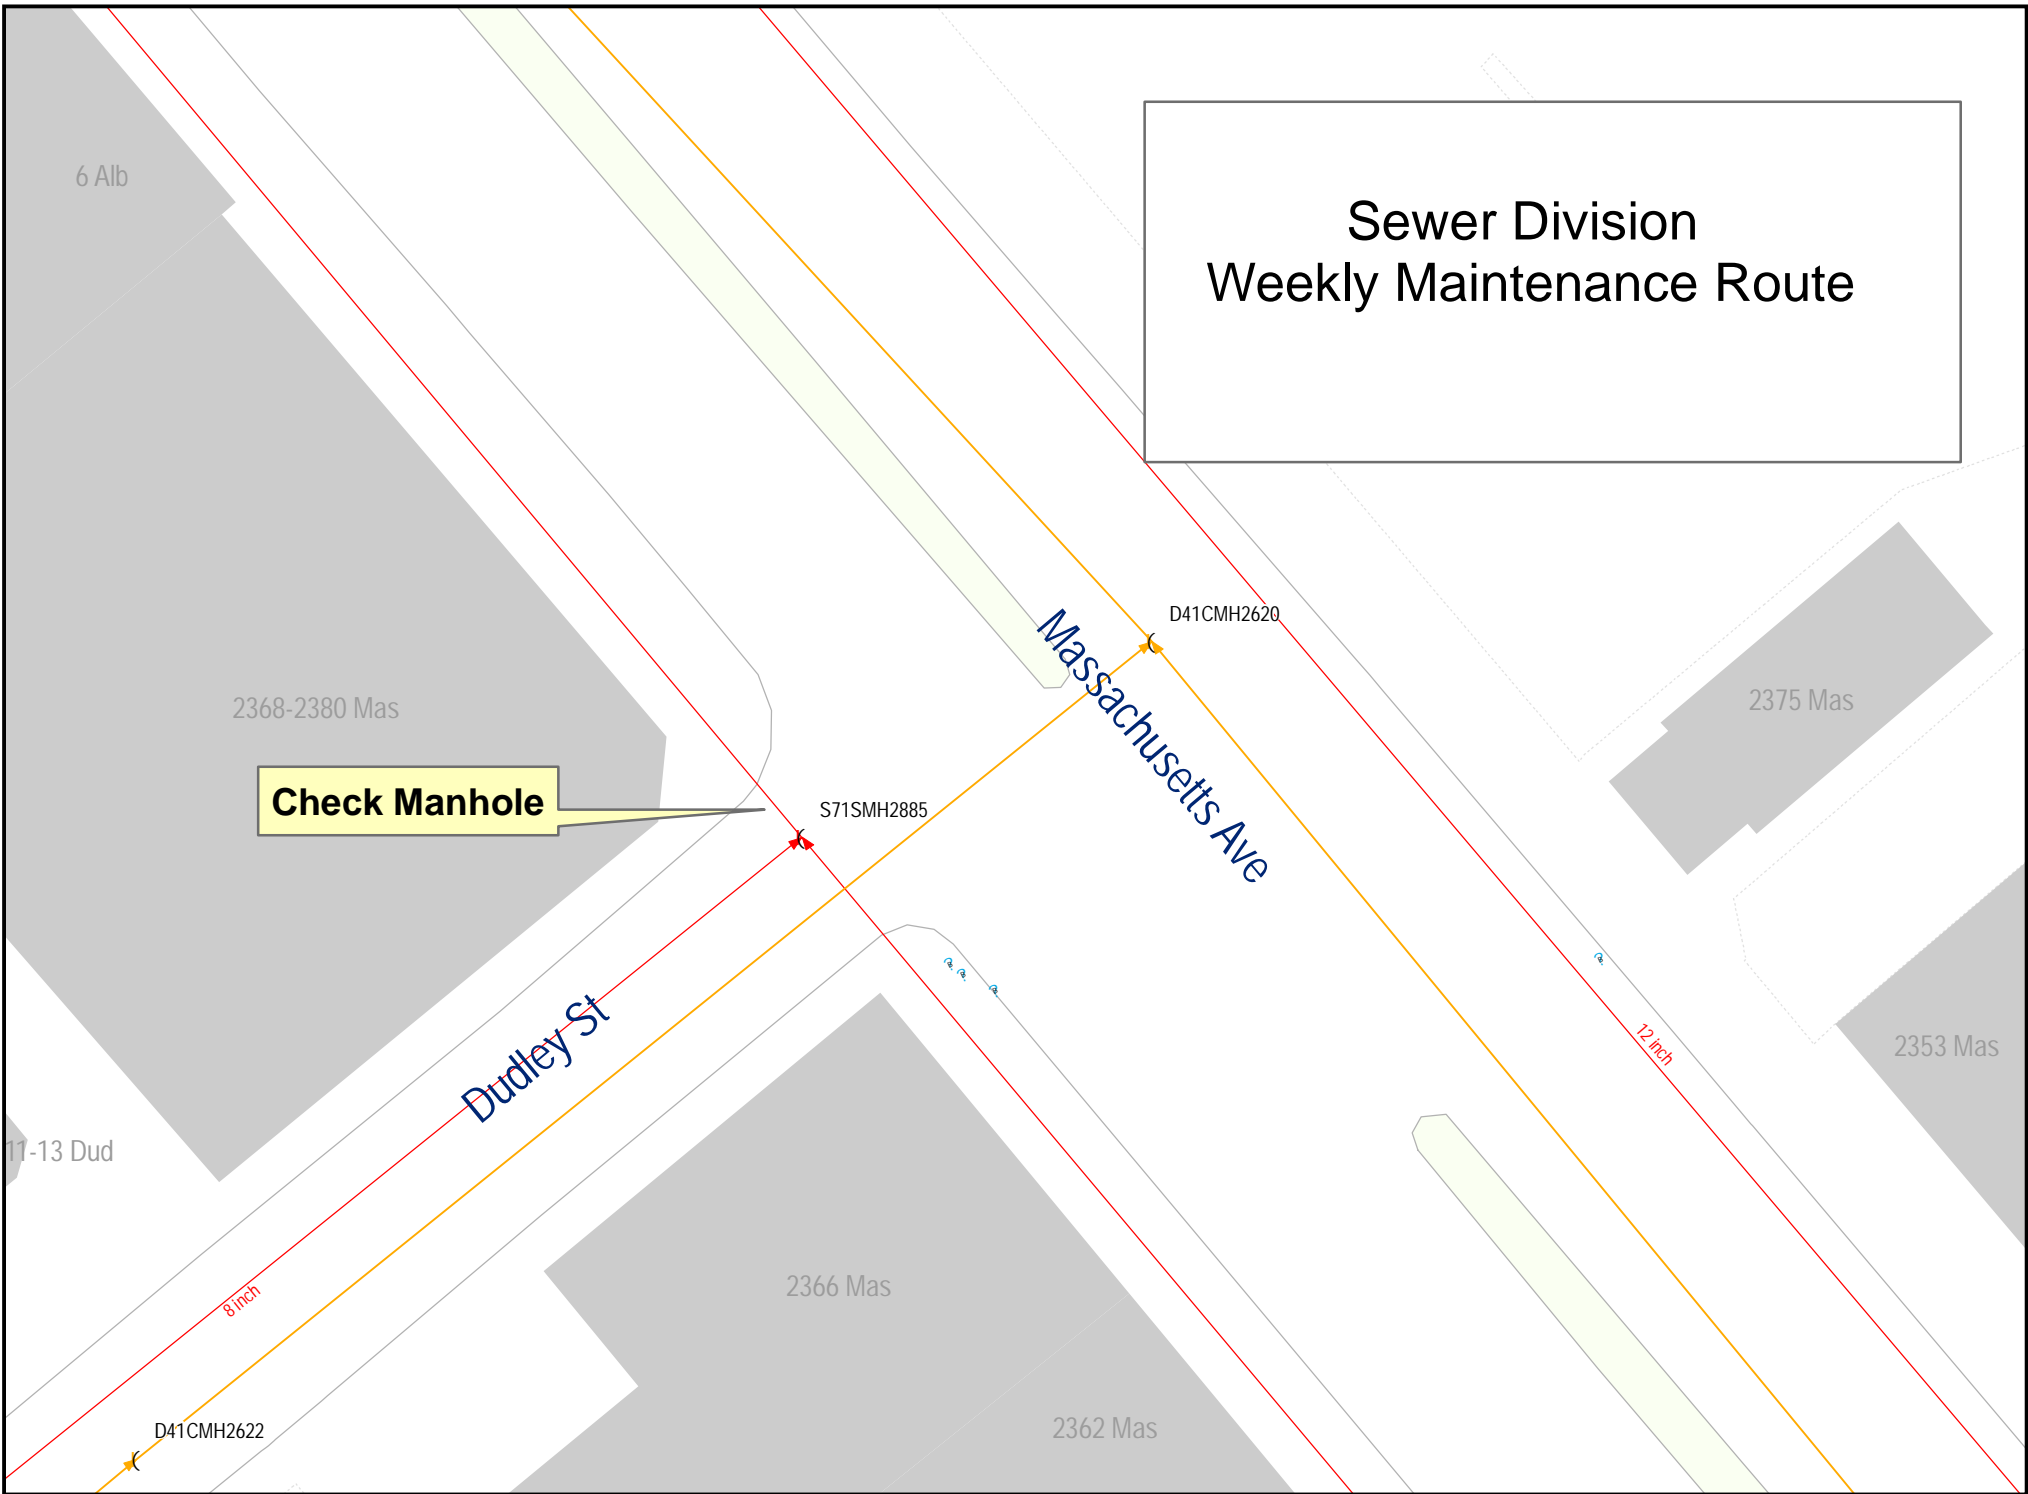 6 Alb
Sewer Division
Weekly Maintenance Route
D41CMH2620
Massachusetts Ave
2368-2380 Mas
2375 Mas
Check Manhole
S71SMH2885
Dudley St
12 inch
2353 Mas
11-13 Dud
8 inch
2366 Mas
D41CMH2622
2362 Mas